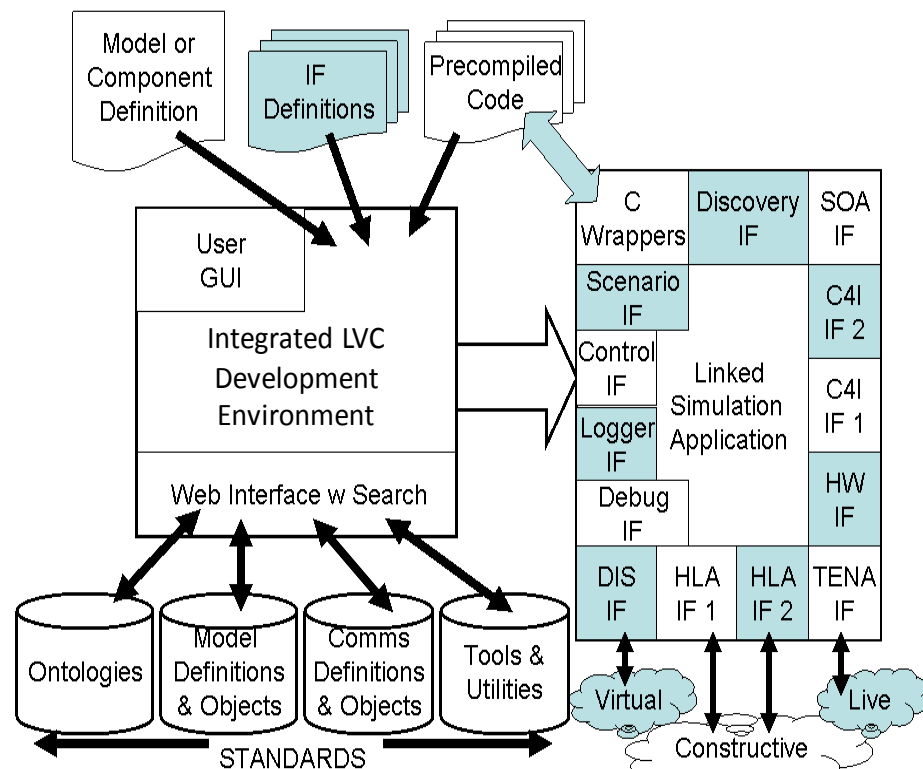 Model or
Component
Definition
IF
Definitions
Precompiled
Code
User
GUI
Integrated LVC
Development
Environment
Web Interface w Search
Ontologies
Model
Definitions
& Objects
Comms
Definitions
& Objects
Tools &
Utilities
STANDARDS
C
Wrappers
Discovery
IF
SOA
IF
Scenario
IF
C4I
IF 2
Control
IF
Linked
Simulation
Application
C4I
IF 1
Logger
IF
HW
IF
Debug
IF
DIS
IF
HLA
IF 1
HLA
IF 2
TENA
IF
Virtual
Constructive
Live